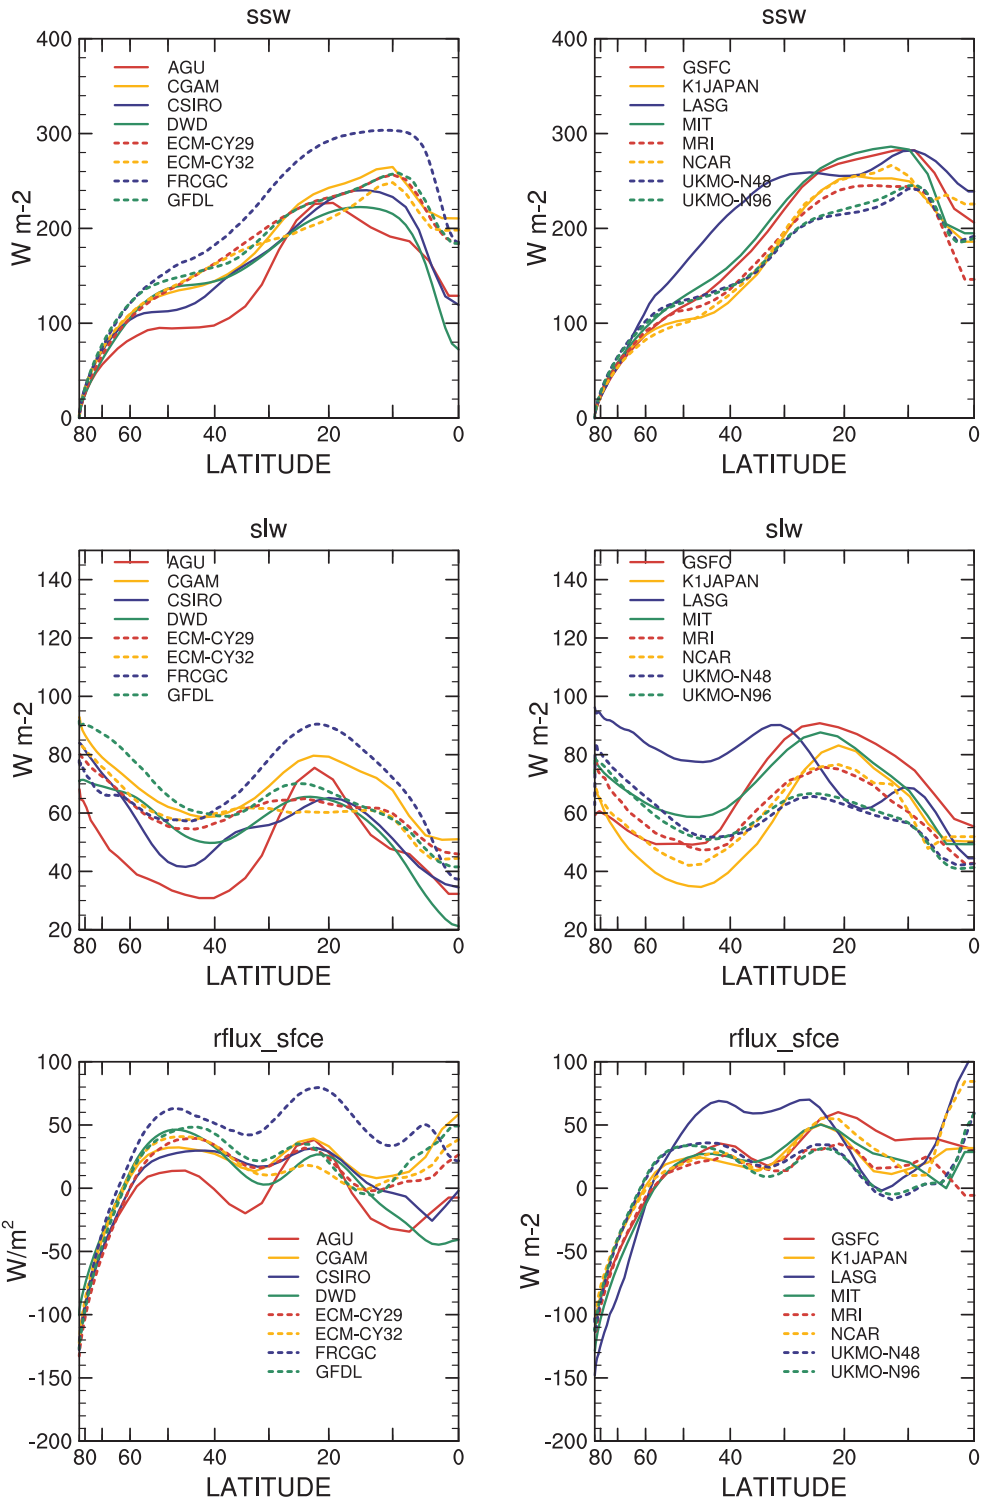 ssw
400
300
200
100
0
W m-2
AGU
CGAM
CSIRO
DWD
ECM-CY29
ECM-CY32
FRCGC
GFDL
80 60 40 20 0
LATITUDE
ssw
400
300
200
100
0
W m-2
GSFC
K1JAPAN
LASG
MIT
MRI
NCAR
UKMO-N48
UKMO-N96
80 60 40 20 0
LATITUDE
slw
140
120
100
80
60
40
20
W m-2
AGU
CGAM
CSIRO
DWD
ECM-CY29
ECM-CY32
FRCGC
GFDL
80 60 40 20 0
LATITUDE
slw
140
120
100
80
60
40
20
W m-2
GSFC
K1JAPAN
LASG
MIT
MRI
NCAR
UKMO-N48
UKMO-N96
80 60 40 20 0
LATITUDE
rflux_sfce
100
50
0
-50
-100
-150
-200
W/m²
AGU
CGAM
CSIRO
DWD
ECM-CY29
ECM-CY32
FRCGC
GFDL
80 60 40 20 0
LATITUDE
rflux_sfce
100
50
0
-50
-100
-150
-200
W m-2
GSFC
K1JAPAN
LASG
MIT
MRI
NCAR
UKMO-N48
UKMO-N96
80 60 40 20 0
LATITUDE